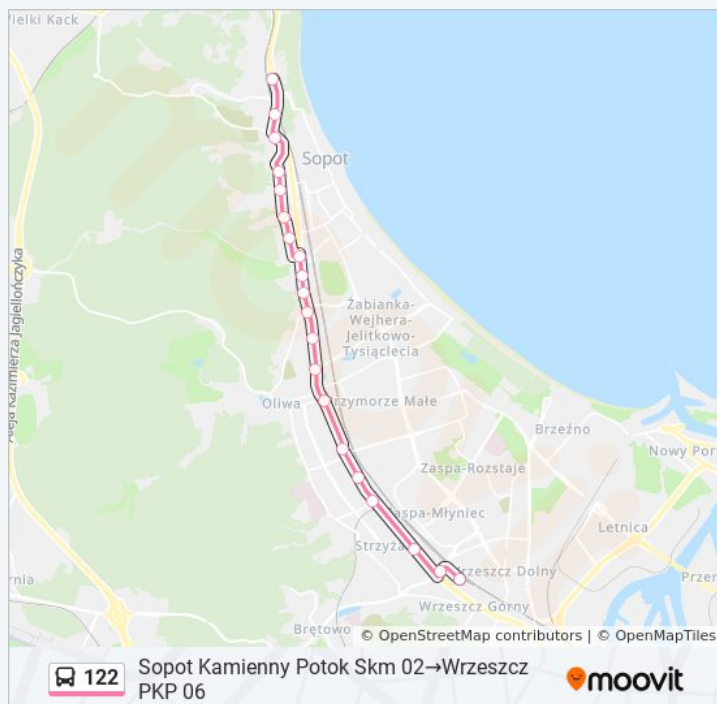 Wielki Kack
Sopot
Aleja Kazimierza Jagiellończyka
Żabianka-
Wejhera-
Jelitkowo-
Tysiąclecia
Oliwa
Przymorze Małe
Brzeźno
Nowy Port
Zaspa-Rozstaje
Zaspa-Młyniec
Letnica
Strzyża
Wrzeszcz Dolny
Wrzeszcz Górny
Brętowo
© OpenStreetMap contributors | © OpenMapTiles
122
Sopot Kamienny Potok Skm 02→Wrzeszcz
PKP 06
moovit